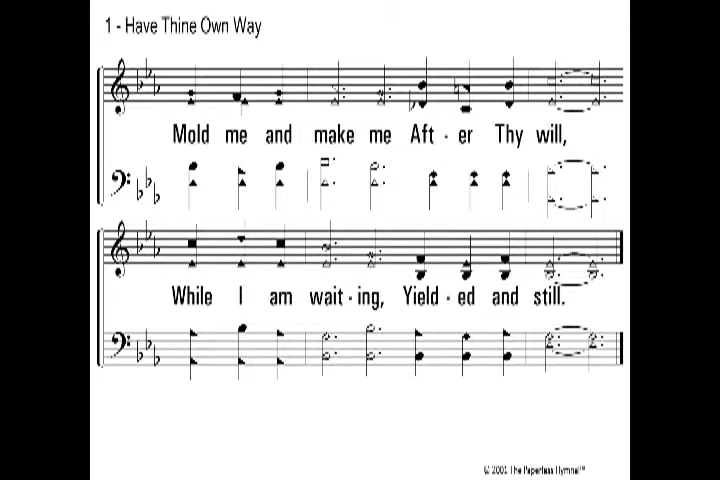 1 - Have Thine Own Way
Mold me and make me Aft - er Thy will,
While I am wait - ing, Yield - ed and still.
© 2001 The Paperless Hymnal™